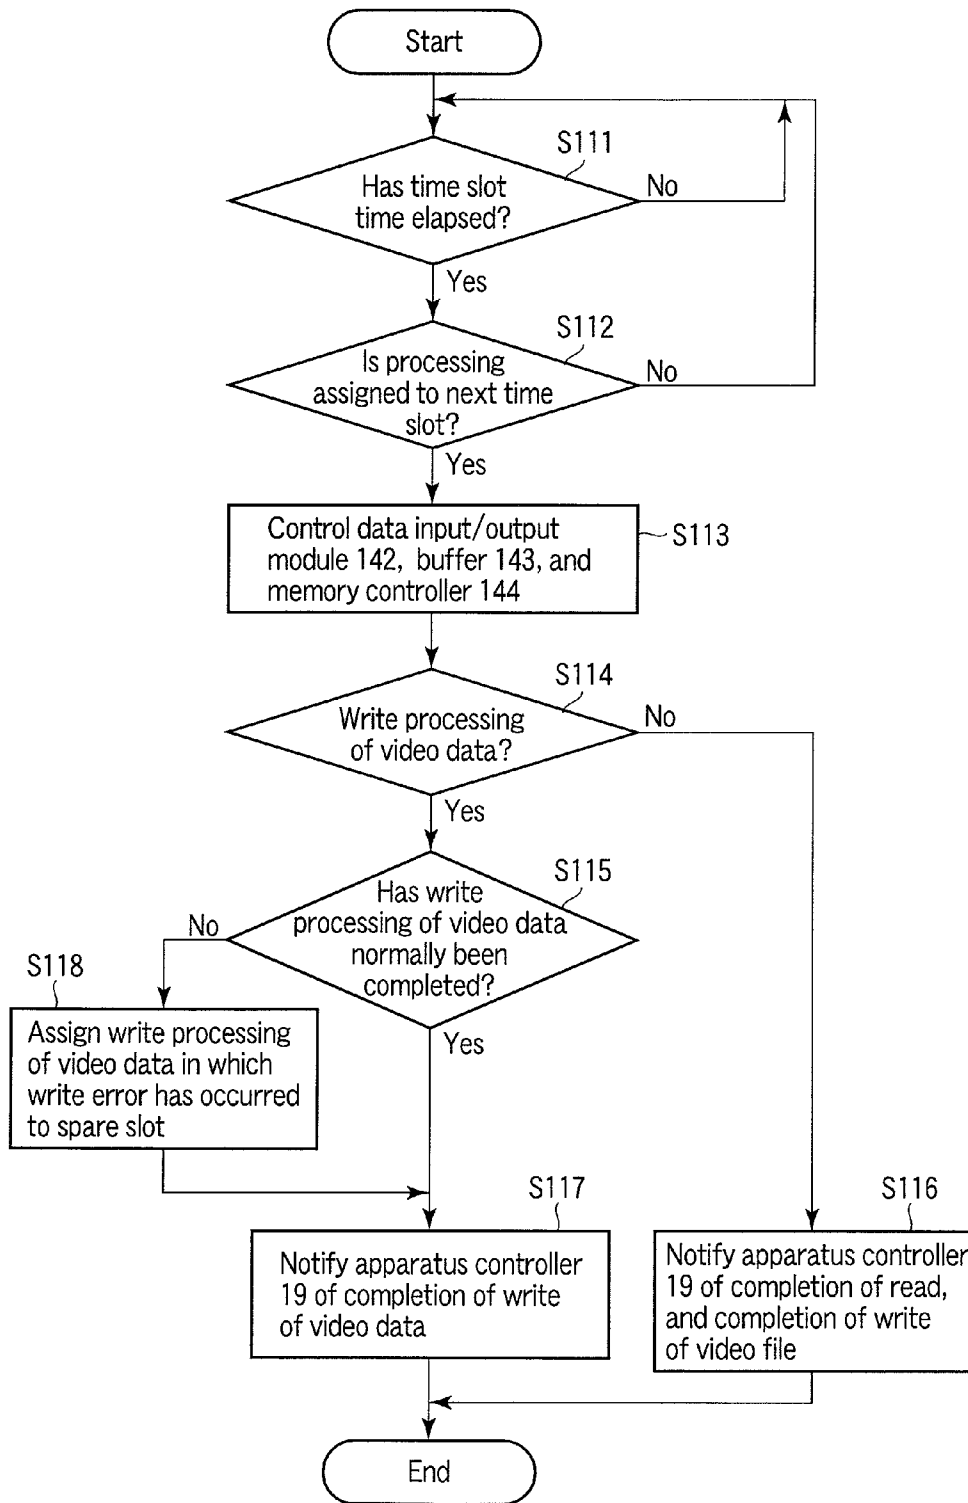 Start
S111
Has time slot
time elapsed?
No
Yes
S112
Is processing
assigned to next time
slot?
No
Yes
Control data input/output
module 142, buffer 143, and
memory controller 144
S113
S114
Write processing
of video data?
No
Yes
S115
Has write
processing of video data
normally been
completed?
No
Yes
S118
Assign write processing
of video data in which
write error has occurred
to spare slot
S117
Notify apparatus controller
19 of completion of write
of video data
S116
Notify apparatus controller
19 of completion of read,
and completion of write
of video file
End